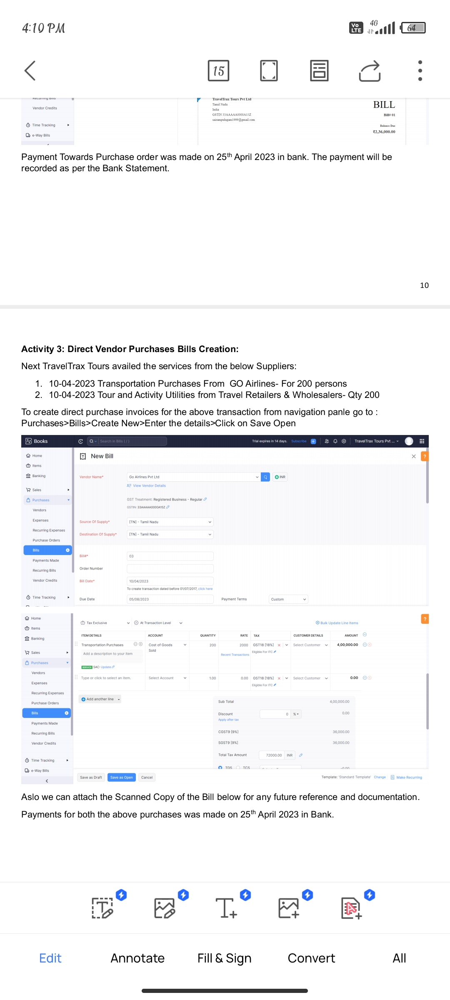 4:10 PM
Vo LTE 4G 64
15
Recurring Bills
Vendor Credits
Time Tracking
e-Way Bills
TravelTrax Tours Pvt Ltd
Tamil Nadu
India
GSTIN 33AAAAA0000A15Z
sairampulugam1999@gmail.com
BILL
Bill# 01
Balance Due
₹2,36,000.00
Payment Towards Purchase order was made on 25th April 2023 in bank. The payment will be
recorded as per the Bank Statement.
10
Activity 3: Direct Vendor Purchases Bills Creation:
Next TravelTrax Tours availed the services from the below Suppliers:
1. 10-04-2023 Transportation Purchases From GO Airlines- For 200 persons
2. 10-04-2023 Tour and Activity Utilities from Travel Retailers & Wholesalers- Qty 200
To create direct purchase invoices for the above transaction from navigation panle go to :
Purchases>Bills>Create New>Enter the details>Click on Save Open
Books
Search in Bills ( / )
Trial expires in 14 days. Subscribe
TravelTrax Tours Pvt ...
Home
Items
Banking
Sales
Purchases
Vendors
Expenses
Recurring Expenses
Purchase Orders
Bills
Payments Made
Recurring Bills
Vendor Credits
Time Tracking
New Bill
?
Vendor Name* Go Airlines Pvt Ltd INR
View Vendor Details
GST Treatment: Registered Business - Regular
GSTIN: 33AAAAA0000A15Z
Source Of Supply* [TN] - Tamil Nadu
Destination Of Supply* [TN] - Tamil Nadu
Bill#* 03
Order Number
Bill Date* 10/04/2023
To create transaction dated before 01/07/2017, click here
Due Date 05/08/2023 Payment Terms Custom
Home
Items
Banking
Sales
Purchases
Vendors
Expenses
Recurring Expenses
Purchase Orders
Bills
Payments Made
Recurring Bills
Vendor Credits
Time Tracking
e-Way Bills
?
Tax Exclusive At Transaction Level Bulk Update Line Items
ITEM DETAILS ACCOUNT QUANTITY RATE TAX CUSTOMER DETAILS AMOUNT
Transportation Purchases Cost of Goods Sold 200 2000 GST18 [18%] Select Customer 4,00,000.00
Add a description to your item Recent Transactions Eligible For ITC
SERVICE SAC: Update
Type or click to select an item. Select Account 1.00 0.00 GST18 [18%] Select Customer 0.00
Eligible For ITC
Add another line
Sub Total 4,00,000.00
Discount 0 % 0.00
Apply after tax
CGST9 [9%] 36,000.00
SGST9 [9%] 36,000.00
Total Tax Amount 72000.00 INR
TDS TCS -0.00
Save as Draft Save as Open Cancel
Template: 'Standard Template' Change Make Recurring
Aslo we can attach the Scanned Copy of the Bill below for any future reference and documentation.
Payments for both the above purchases was made on 25th April 2023 in Bank.
Edit Annotate Fill & Sign Convert All